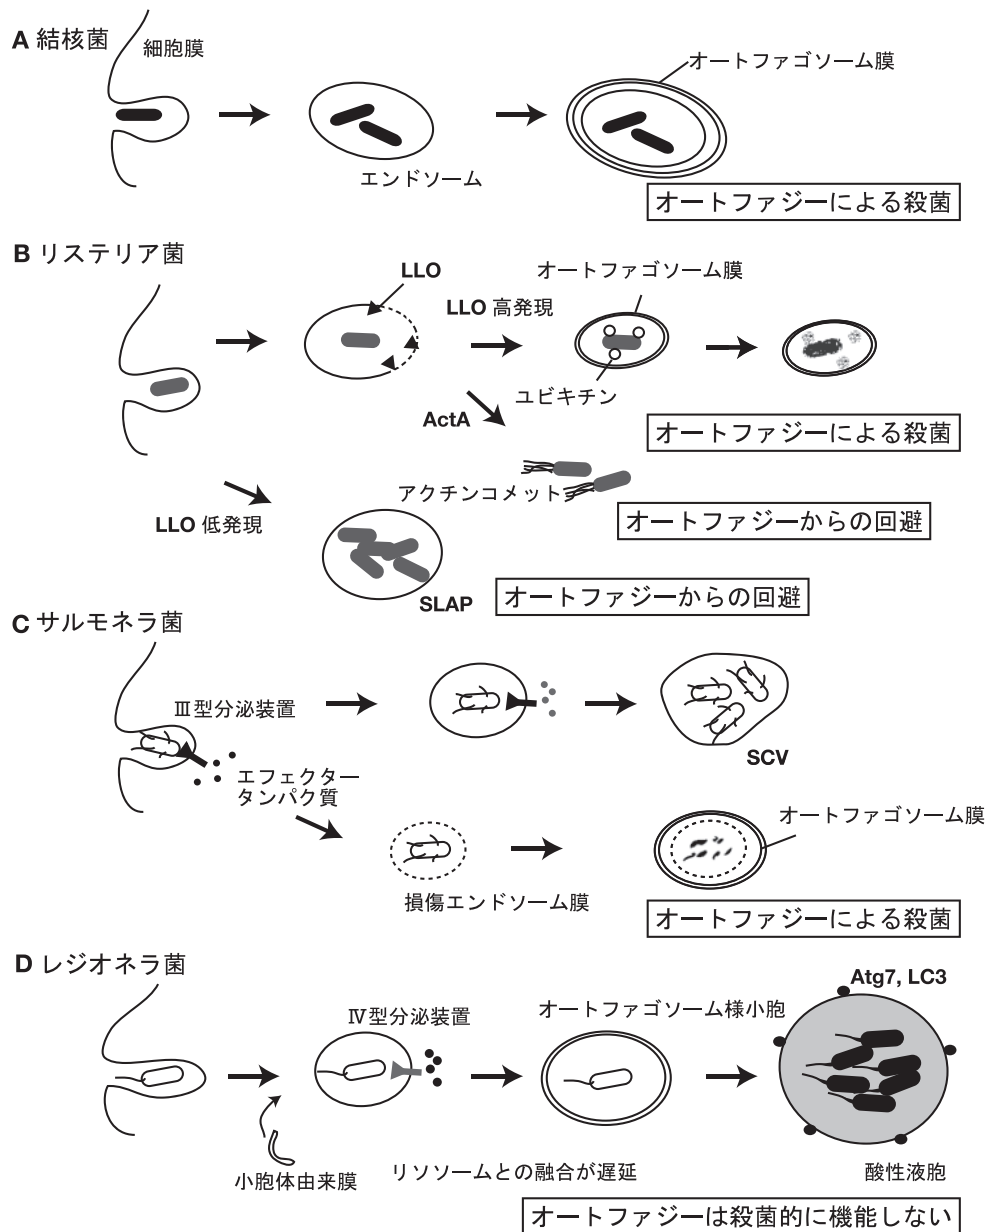 A 結核菌
細胞膜
オートファゴソーム膜
エンドソーム
オートファジーによる殺菌
B リステリア菌
LLO
オートファゴソーム膜
LLO 高発現
ユビキチン
ActA
オートファジーによる殺菌
アクチンコメット
LLO 低発現
オートファジーからの回避
SLAP
オートファジーからの回避
C サルモネラ菌
Ⅲ型分泌装置
SCV
エフェクター
タンパク質
オートファゴソーム膜
損傷エンドソーム膜
オートファジーによる殺菌
D レジオネラ菌
Atg7, LC3
Ⅳ型分泌装置
オートファゴソーム様小胞
小胞体由来膜
リソソームとの融合が遅延
酸性液胞
オートファジーは殺菌的に機能しない